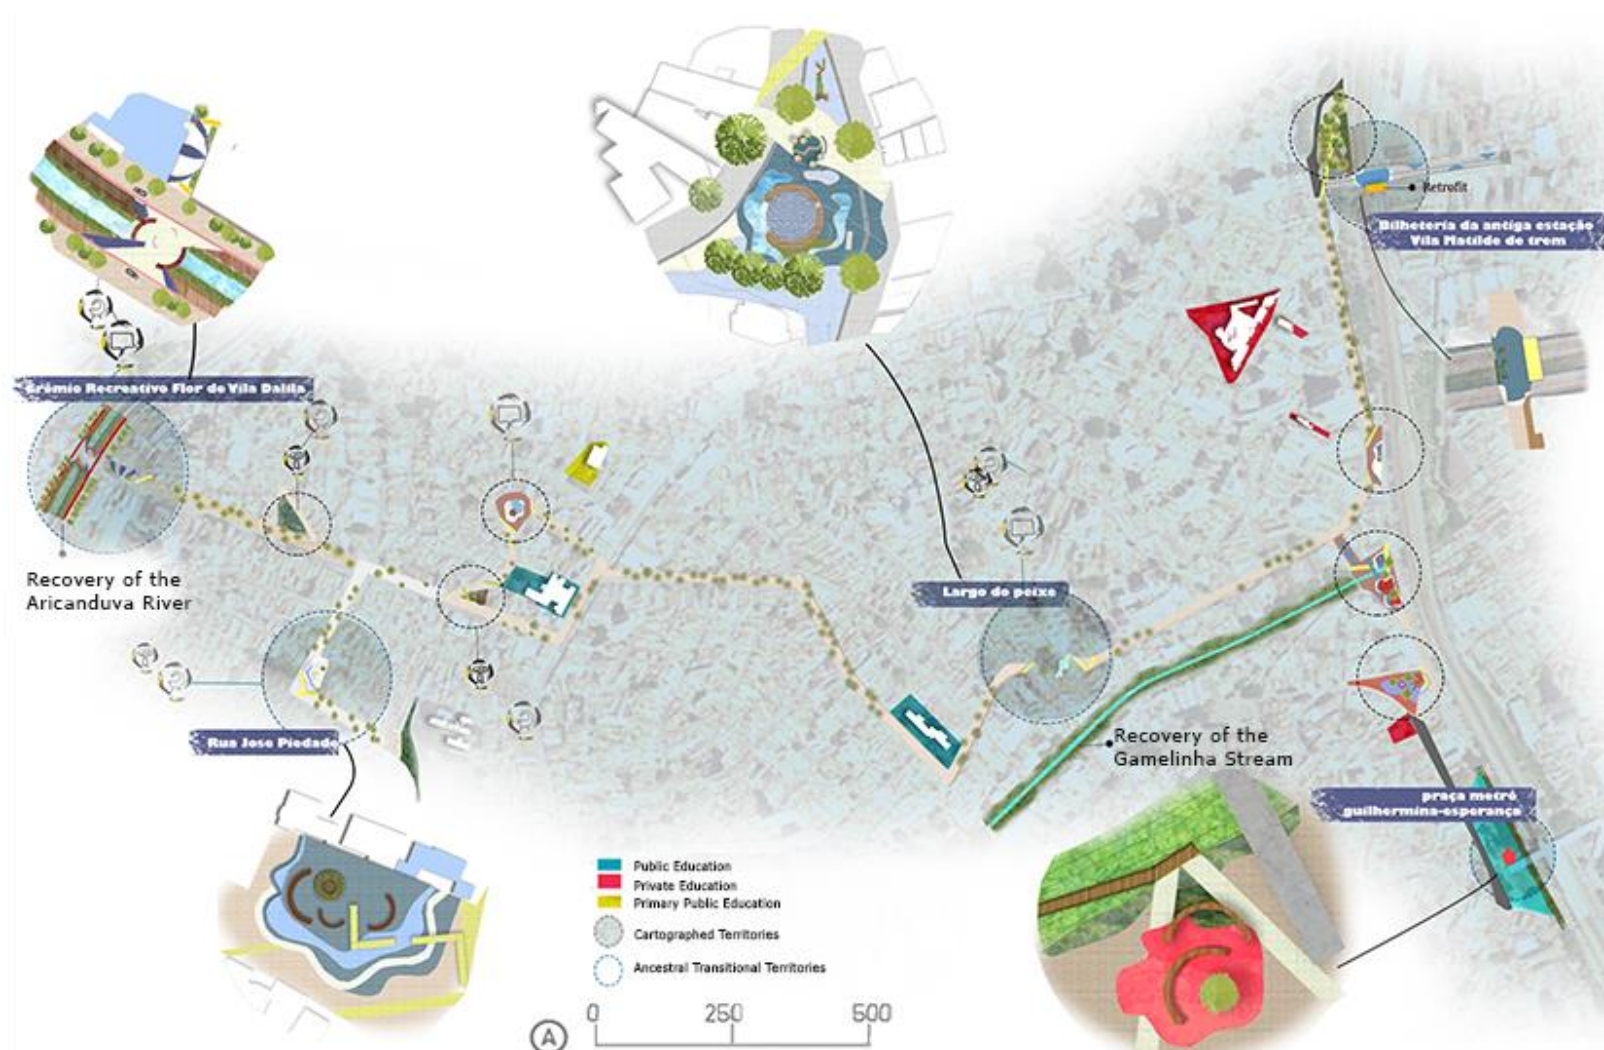 Retrofit
Bilheteria da antiga estação
Vila Matilde de trem
Grêmio Recreativo Flor de Vila Dalila
Recovery of the
Aricanduva River
Largo do peixe
Rua Jose Piedade
Recovery of the
Gamelinha Stream
praça metrô
guilhermina-esperança
Public Education
Private Education
Primary Public Education
Cartographed Territories
Ancestral Transitional Territories
A
0 250 500